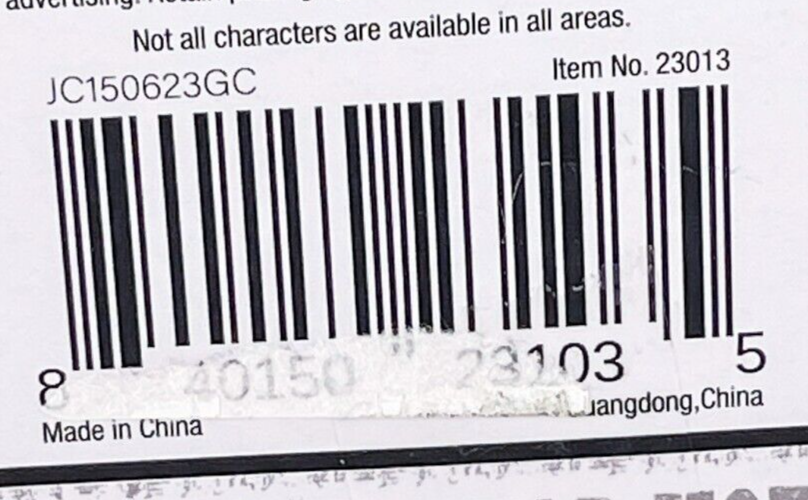 Not all characters are available in all areas.
JC150623GC
Item No. 23013
8 40150 23103 5
Made in China
uangdong,China